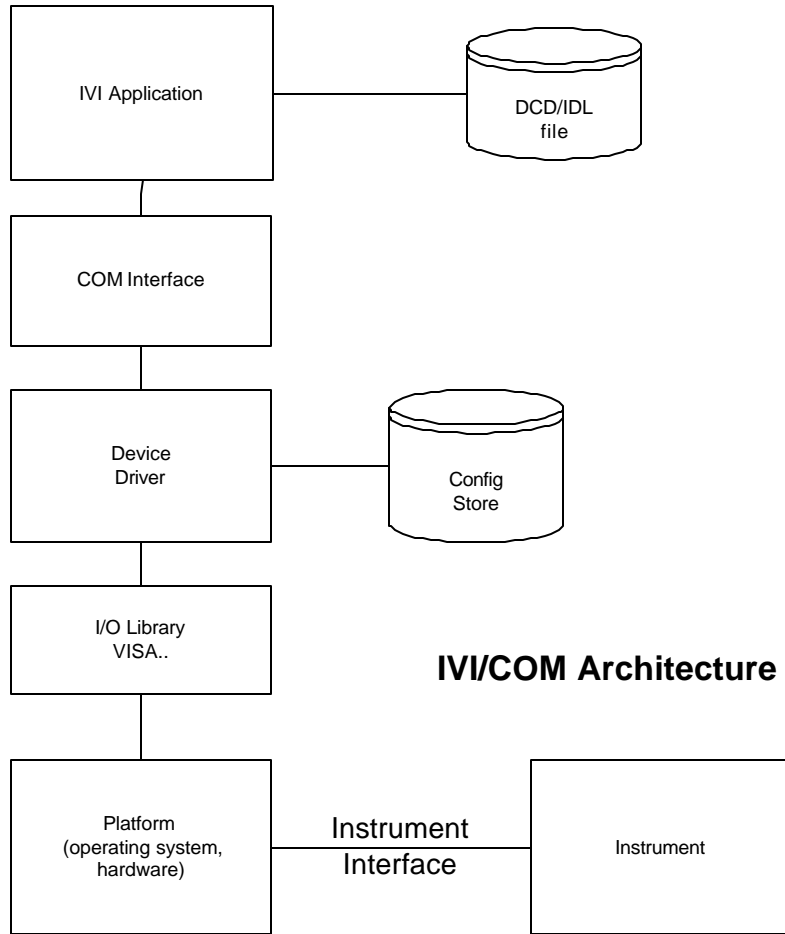 IVI Application
DCD/IDL
file
COM Interface
Device
Driver
Config
Store
I/O Library
VISA..
IVI/COM Architecture
Platform
(operating system,
hardware)
Instrument
Interface
Instrument